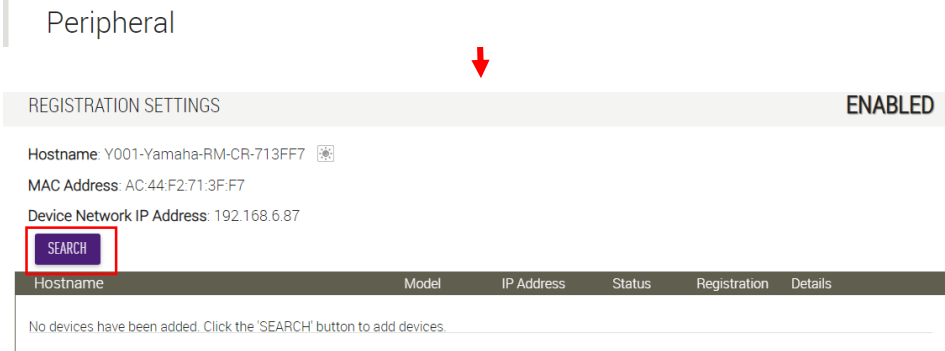 Peripheral
REGISTRATION SETTINGS ENABLED
Hostname: Y001-Yamaha-RM-CR-713FF7
MAC Address: AC:44:F2:71:3F:F7
Device Network IP Address: 192.168.6.87
SEARCH
Hostname Model IP Address Status Registration Details
No devices have been added. Click the 'SEARCH' button to add devices.